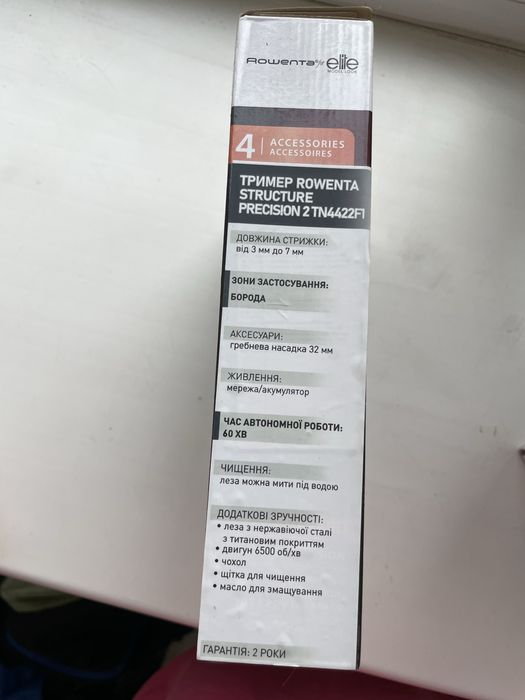 Rowenta for elite
MODEL LOOK
4 | ACCESSORIES
ACCESSOIRES
ТРИМЕР ROWENTA
STRUCTURE
PRECISION 2 TN4422F1
ДОВЖИНА СТРИЖКИ:
від 3 мм до 7 мм
ЗОНИ ЗАСТОСУВАННЯ:
БОРОДА
АКСЕСУАРИ:
гребнева насадка 32 мм
ЖИВЛЕННЯ:
мережа/акумулятор
ЧАС АВТОНОМНОЇ РОБОТИ:
60 ХВ
ЧИЩЕННЯ:
леза можна мити під водою
ДОДАТКОВІ ЗРУЧНОСТІ:
• леза з нержавіючої сталі
з титановим покриттям
• двигун 6500 об/хв
• чохол
• щітка для чищення
• масло для змащування
ГАРАНТІЯ: 2 РОКИ